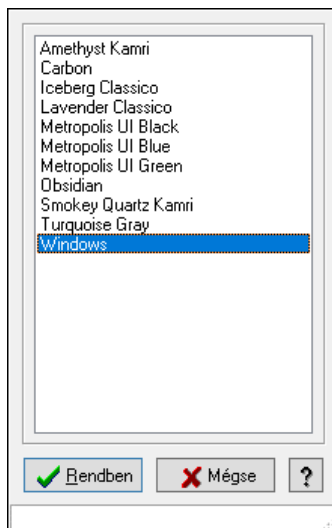 Amethyst Kamri
Carbon
Iceberg Classico
Lavender Classico
Metropolis UI Black
Metropolis UI Blue
Metropolis UI Green
Obsidian
Smokey Quartz Kamri
Turquoise Gray
Windows
Rendben
Mégse
?